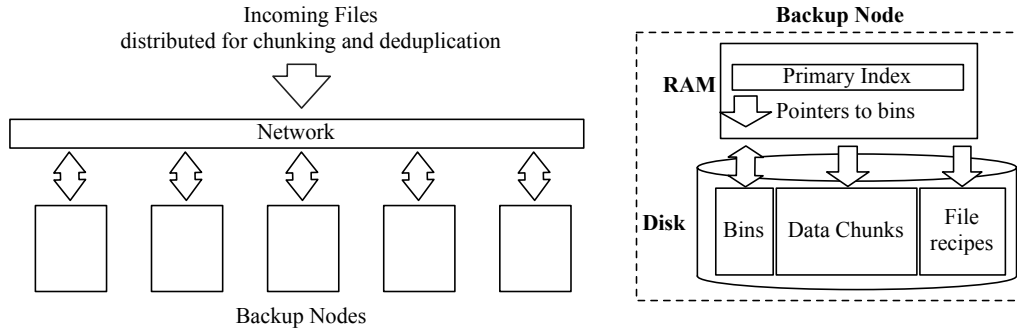 Incoming Files
distributed for chunking and deduplication
Network
Backup Nodes
Backup Node
RAM
Primary Index
Pointers to bins
Disk
Bins
Data Chunks
File
recipes